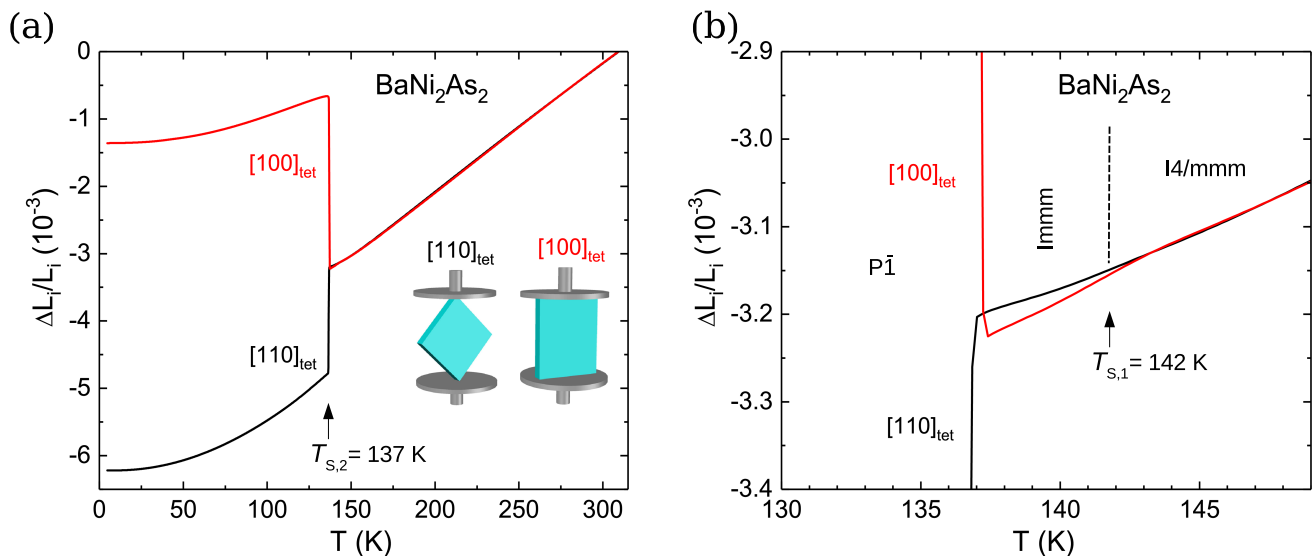 (a)
BaNi₂As₂
[100]tet
[110]tet
[110]tet
[100]tet
T_S,2 = 137 K
0
-1
-2
-3
-4
-5
-6
ΔLᵢ/Lᵢ (10⁻³)
0 50 100 150 200 250 300
T (K)
(b)
BaNi₂As₂
[100]tet
Immm
I4/mmm
P1̄
T_S,1 = 142 K
[110]tet
-2.9
-3.0
-3.1
-3.2
-3.3
-3.4
ΔLᵢ/Lᵢ (10⁻³)
130 135 140 145
T (K)